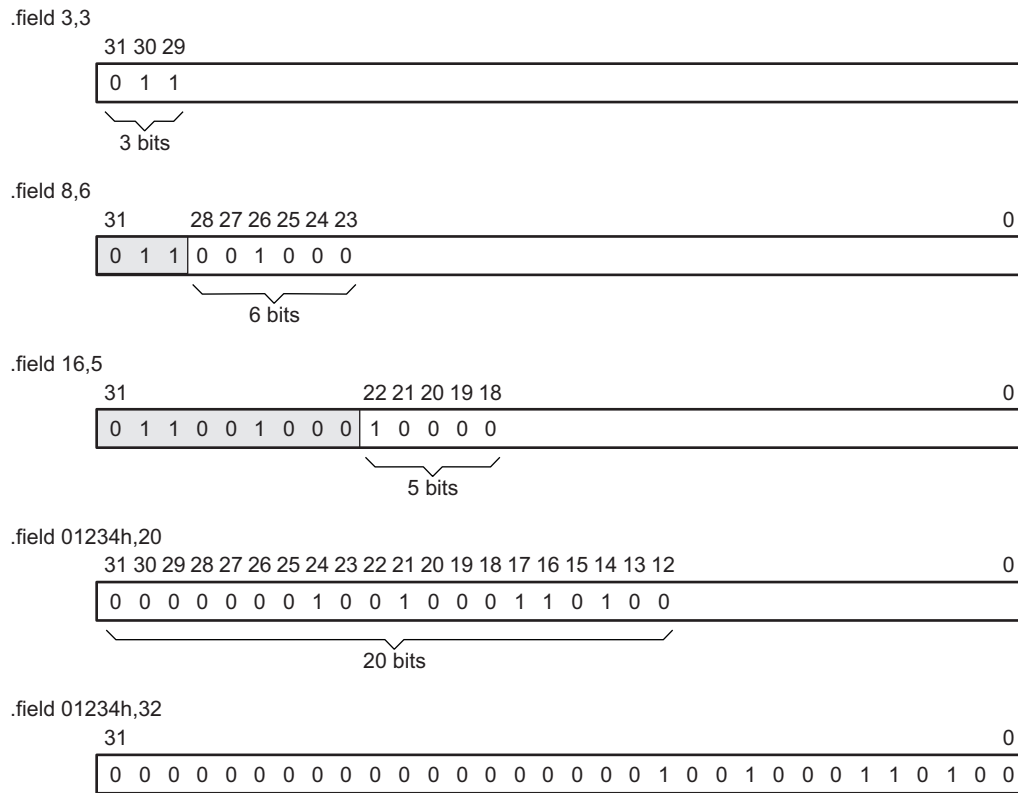 .field 3,3
31 30 29
0 1 1
3 bits
.field 8,6
31 28 27 26 25 24 23 0
0 1 1 0 0 1 0 0 0
6 bits
.field 16,5
31 22 21 20 19 18 0
0 1 1 0 0 1 0 0 0 1 0 0 0 0
5 bits
.field 01234h,20
31 30 29 28 27 26 25 24 23 22 21 20 19 18 17 16 15 14 13 12 0
0 0 0 0 0 0 0 1 0 0 1 0 0 0 1 1 0 1 0 0
20 bits
.field 01234h,32
31 0
0 0 0 0 0 0 0 0 0 0 0 0 0 0 0 0 0 0 0 1 0 0 1 0 0 0 1 1 0 1 0 0